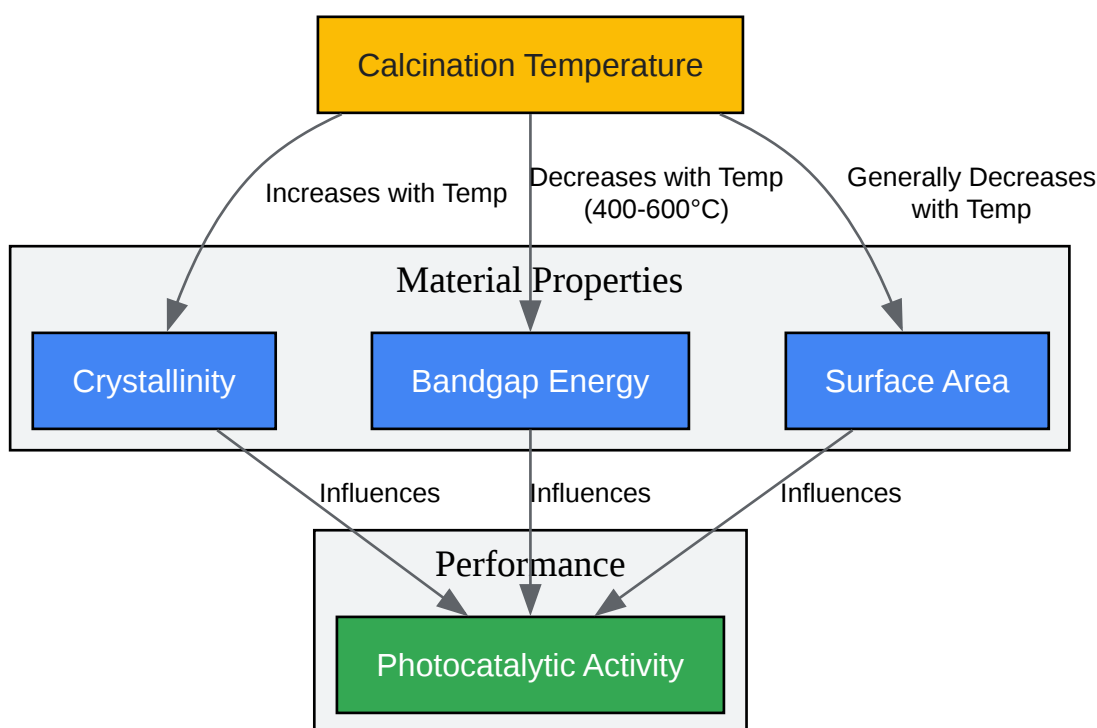 Calcination Temperature
Increases with Temp
Decreases with Temp
(400-600°C)
Generally Decreases
with Temp
Material Properties
Crystallinity
Bandgap Energy
Surface Area
Influences
Influences
Influences
Performance
Photocatalytic Activity